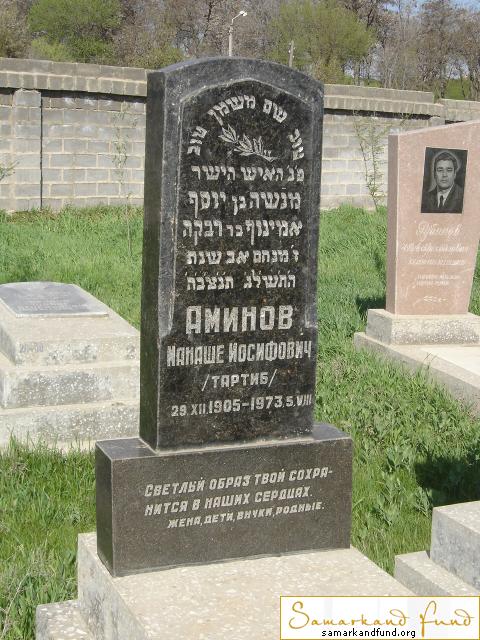 טוב שם משמן טוב
פ״נ האיש הישר
מנשיה בן יוסף
אמינוף בר רבקה
ז׳ מנחם אב שנת
התשל״ג תנצבה
АМИНОВ
МАНАШЕ ИОСИФОВИЧ
/ТАРТИБ/
29.XII.1905–1973.5.VIII
СВЕТЛЫЙ ОБРАЗ ТВОЙ СОХРА-
НИТСЯ В НАШИХ СЕРДЦАХ.
ЖЕНА, ДЕТИ, ВНУКИ, РОДНЫЕ.
Samarkand Fund
samarkandfund.org